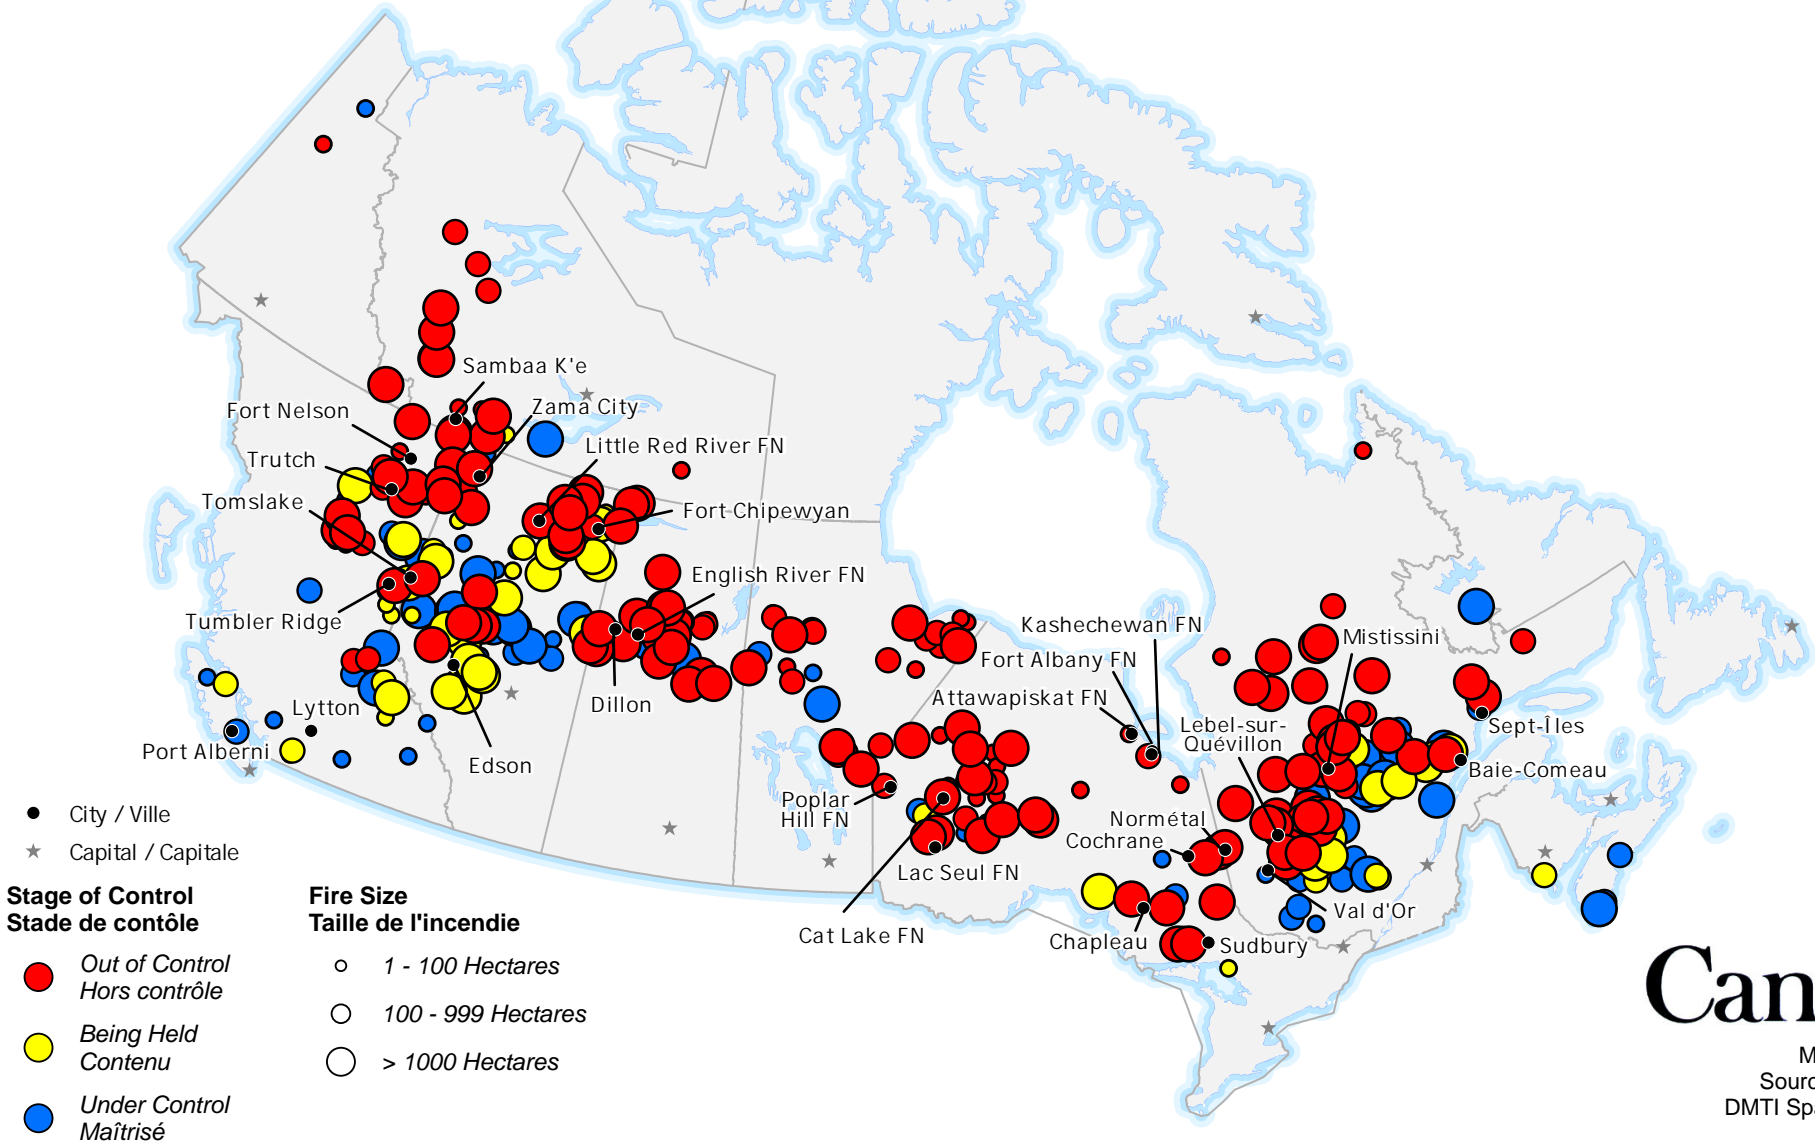 Sambaa K'e
Fort Nelson
Zama City
Little Red River FN
Trutch
Tomslake
Fort Chipewyan
English River FN
Tumbler Ridge
Kashechewan FN
Mistissini
Fort Albany FN
Attawapiskat FN
Dillon
Lytton
Lebel-sur-
Quévillon
Sept-Îles
Port Alberni
Edson
Baie-Comeau
Poplar
Hill FN
Normétal
Cochrane
Lac Seul FN
Val d'Or
Cat Lake FN
Chapleau
Sudbury
City / Ville
Capital / Capitale
Stage of Control
Stade de contôle
Out of Control
Hors contrôle
Being Held
Contenu
Under Control
Maîtrisé
Fire Size
Taille de l'incendie
1 - 100 Hectares
100 - 999 Hectares
> 1000 Hectares
Can
M
Sourc
DMTI Spa